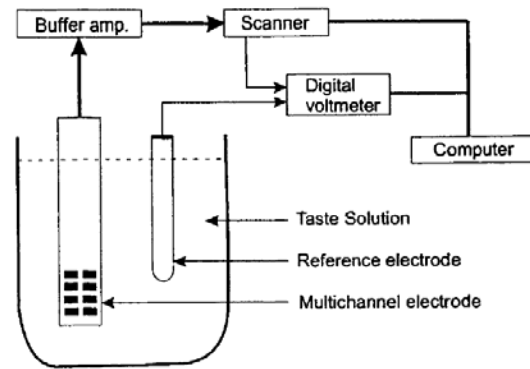 Buffer amp.
Scanner
Digital
voltmeter
Computer
Taste Solution
Reference electrode
Multichannel electrode